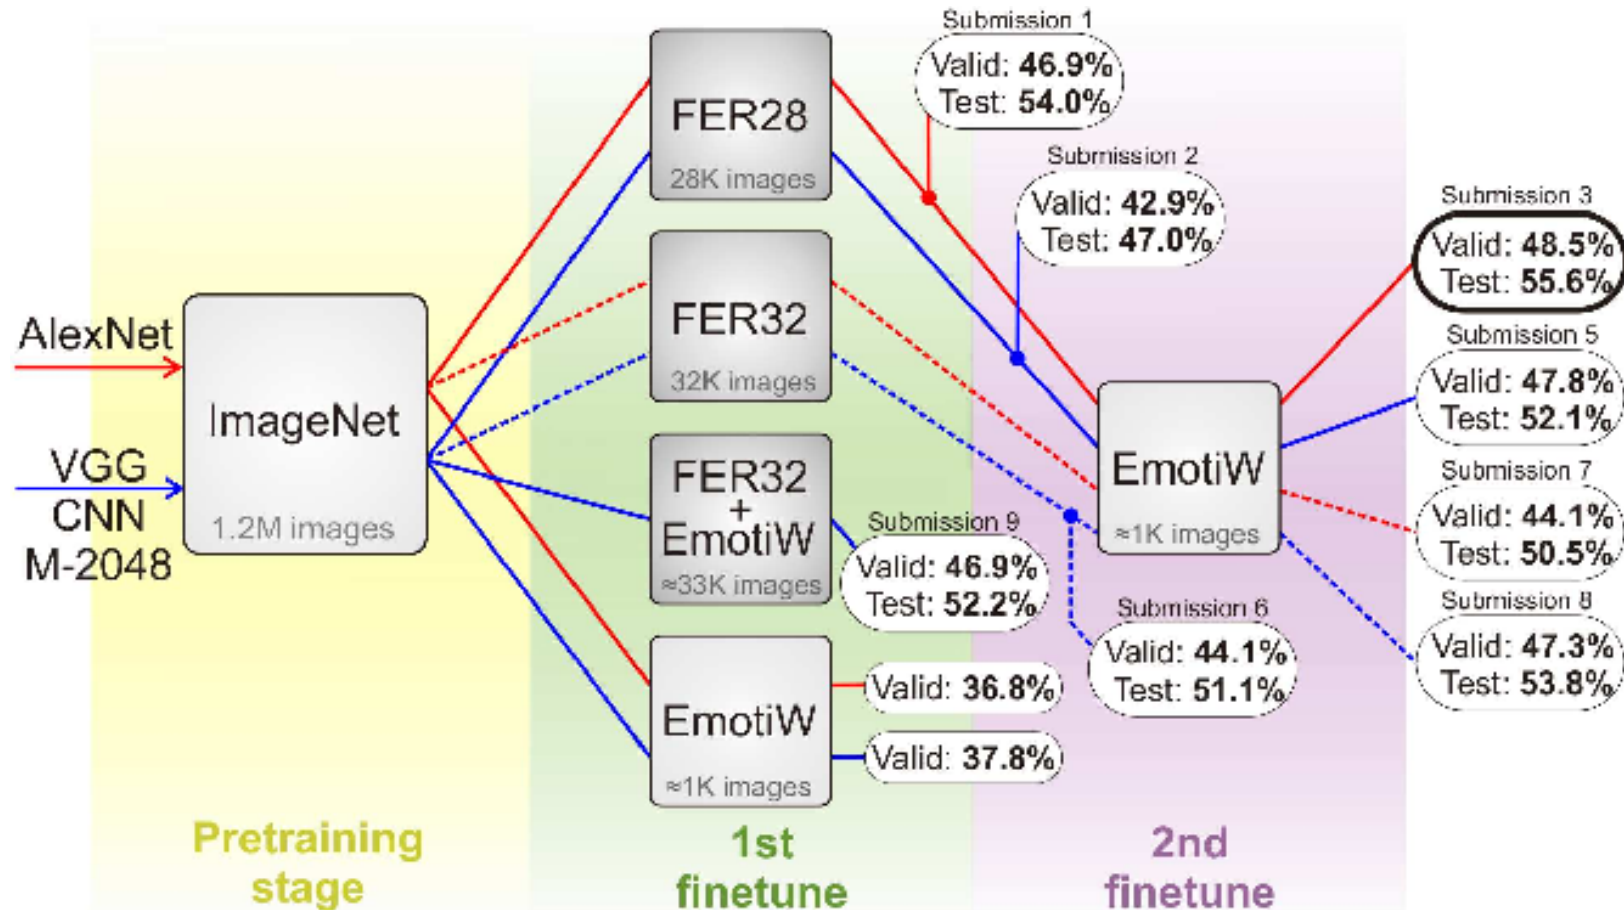 AlexNet
VGG
CNN
M-2048
ImageNet
1.2M images
FER28
28K images
FER32
32K images
FER32
+
EmotiW
≈33K images
EmotiW
≈1K images
Submission 1
Valid: 46.9%
Test: 54.0%
Submission 2
Valid: 42.9%
Test: 47.0%
Submission 9
Valid: 46.9%
Test: 52.2%
Valid: 36.8%
Valid: 37.8%
Submission 6
Valid: 44.1%
Test: 51.1%
EmotiW
≈1K images
Submission 3
Valid: 48.5%
Test: 55.6%
Submission 5
Valid: 47.8%
Test: 52.1%
Submission 7
Valid: 44.1%
Test: 50.5%
Submission 8
Valid: 47.3%
Test: 53.8%
Pretraining
stage
1st
finetune
2nd
finetune